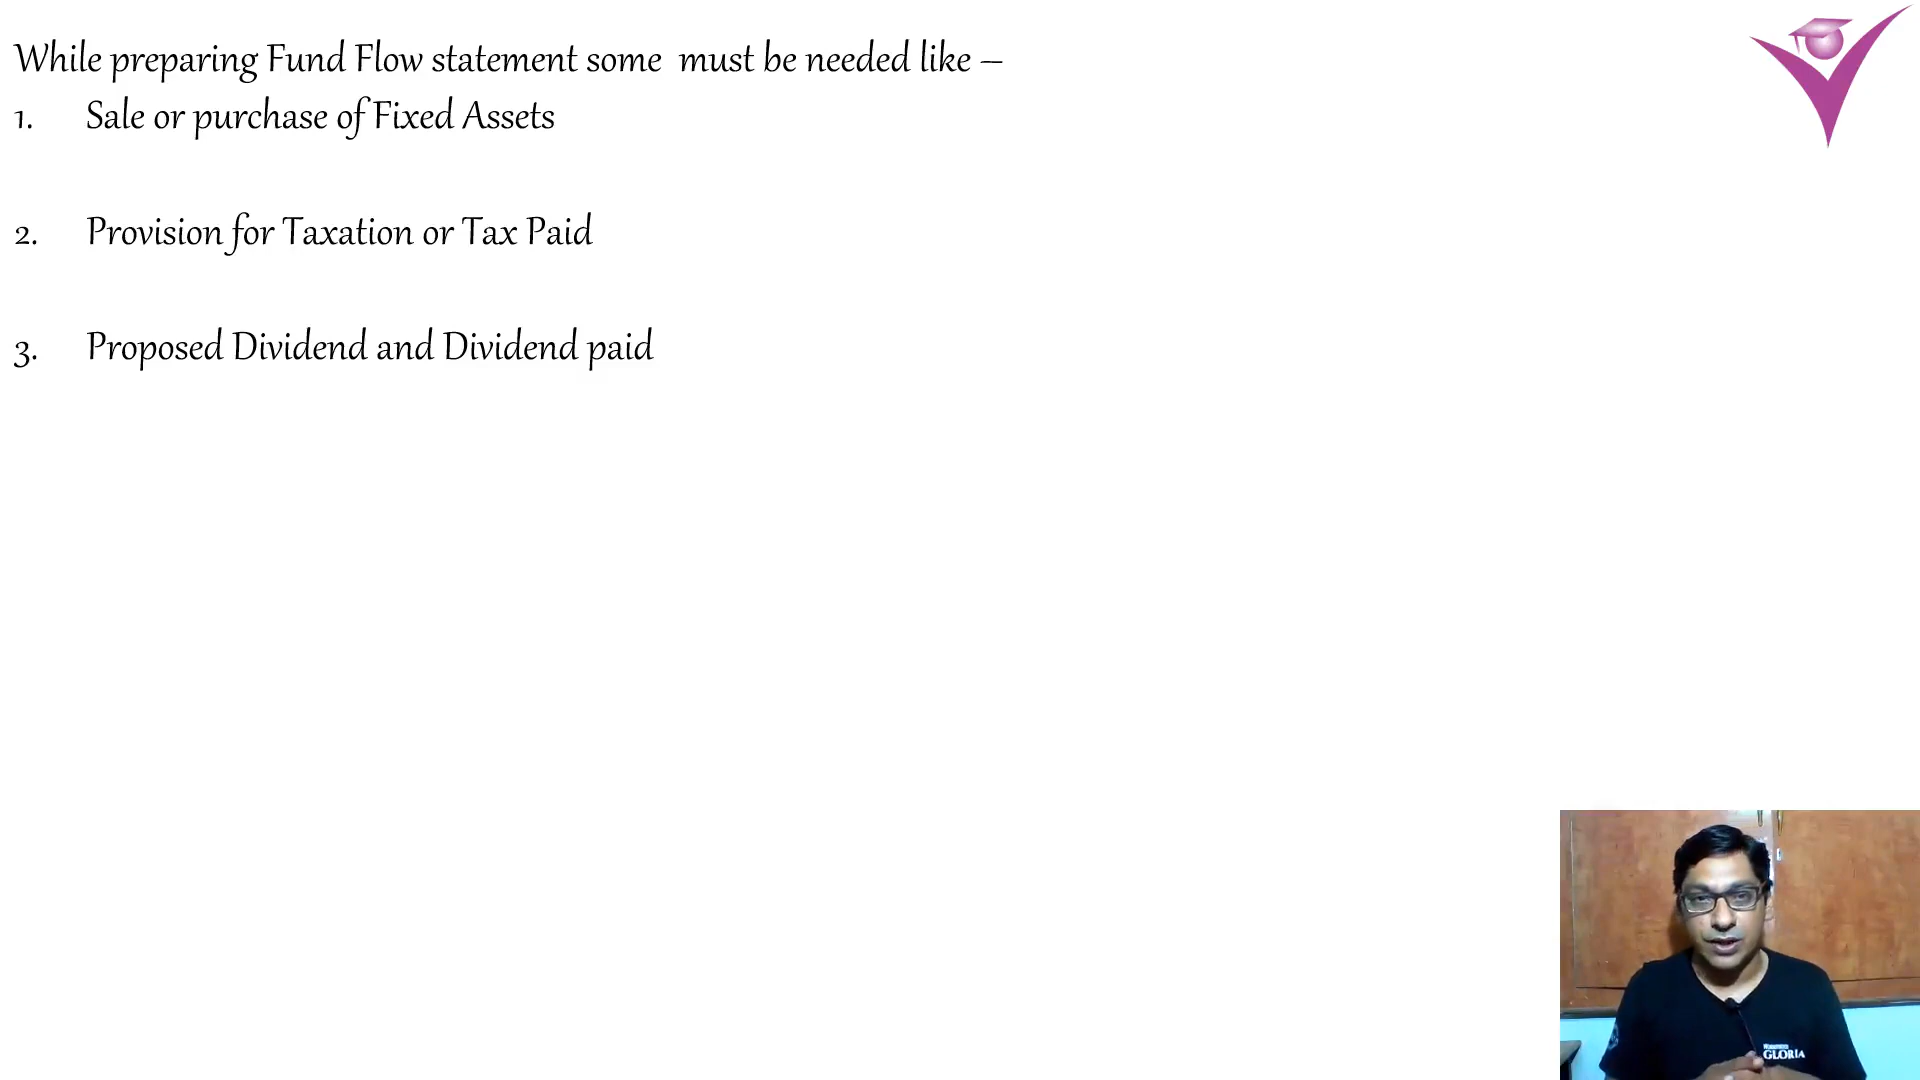 While preparing Fund Flow statement some must be needed like –
1. Sale or purchase of Fixed Assets
2. Provision for Taxation or Tax Paid
3. Proposed Dividend and Dividend paid
GLORIA